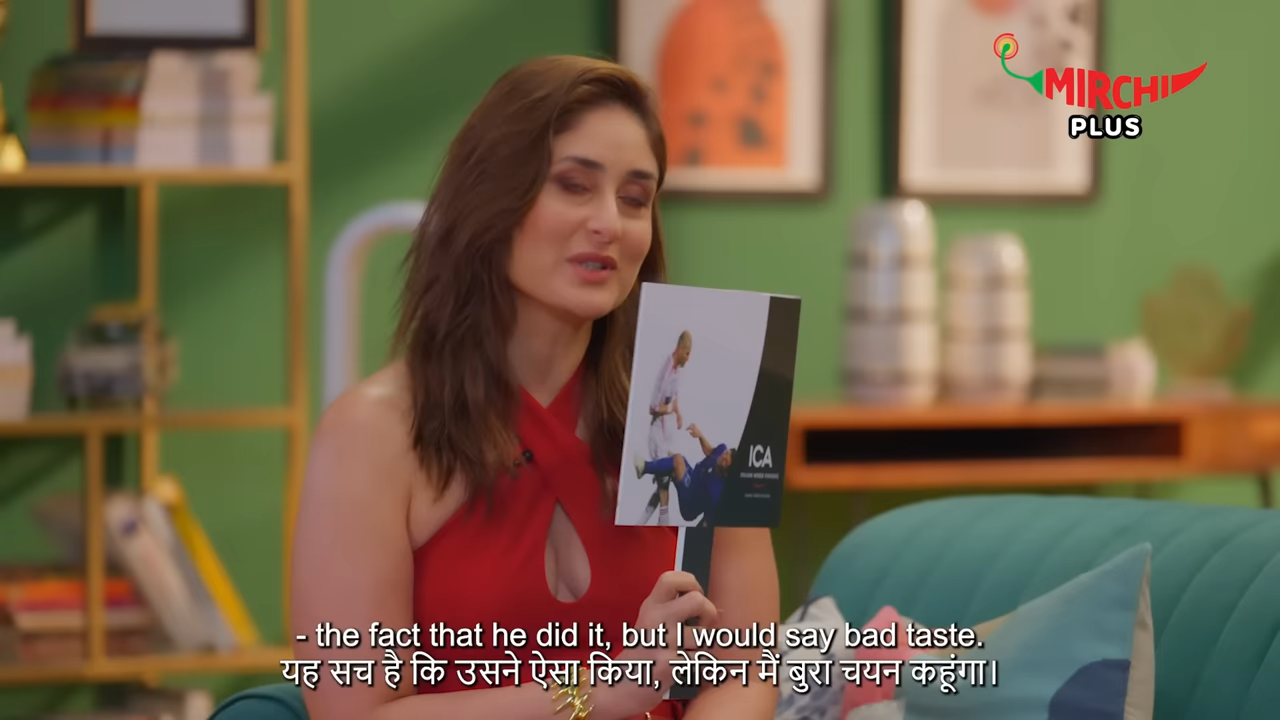 MIRCHI
PLUS
ICA
- the fact that he did it, but I would say bad taste.
यह सच है कि उसने ऐसा किया, लेकिन मैं बुरा चयन कहूंगा।